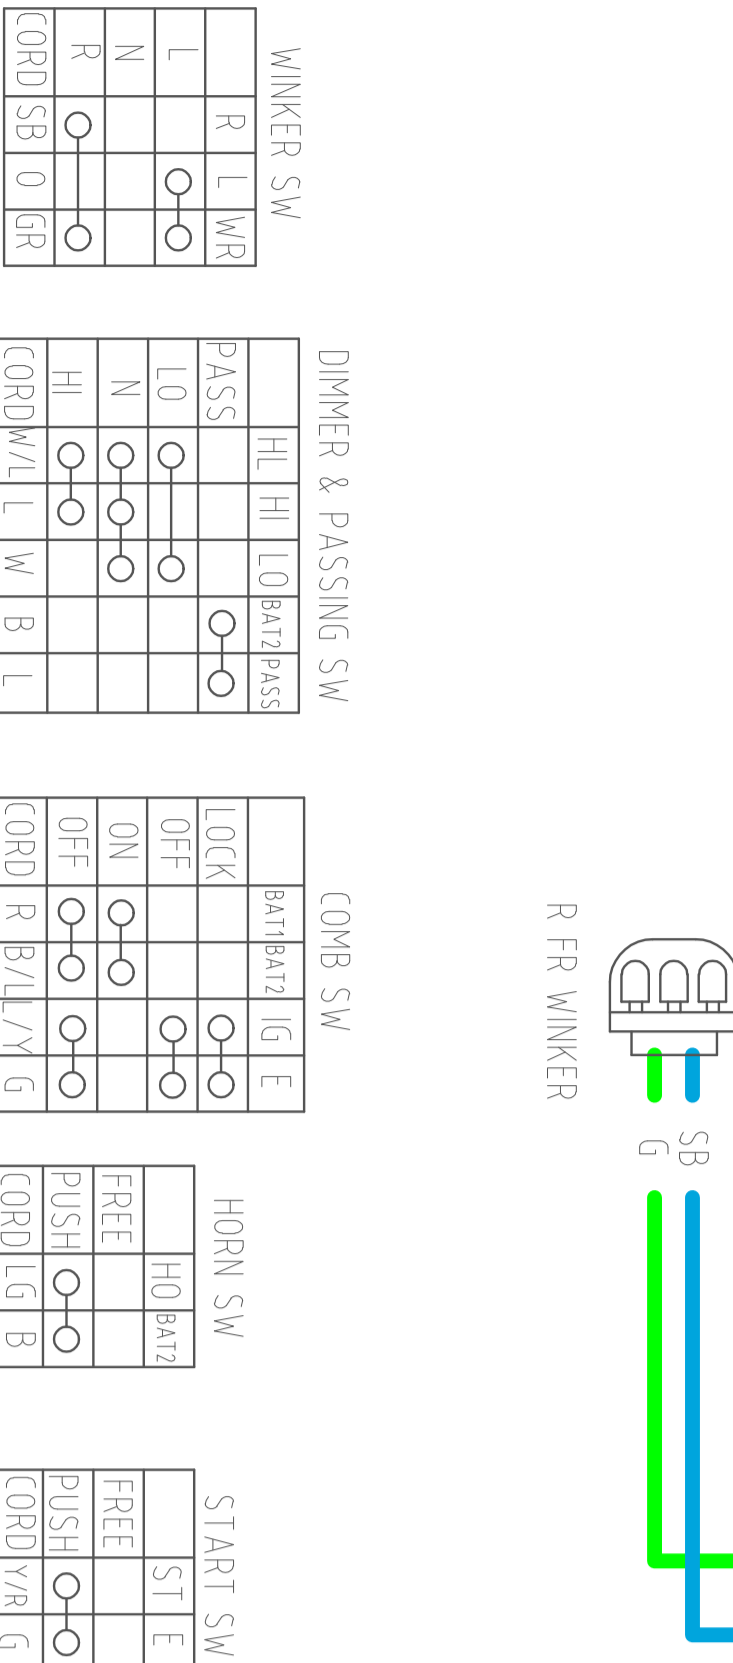 WINKER SW
R L WR
L
N
R
CORD SB O GR
DIMMER & PASSING SW
HL HI LO BAT2 PASS
PASS
LO
N
HI
CORD W/L L W B L
COMB SW
BAT1 BAT2 IG E
LOCK
OFF
ON
OFF
CORD R B/L L/Y G
HORN SW
HO BAT2
FREE
PUSH
CORD LG B
START SW
ST E
FREE
PUSH
CORD Y/R G
R FR WINKER
SB
G